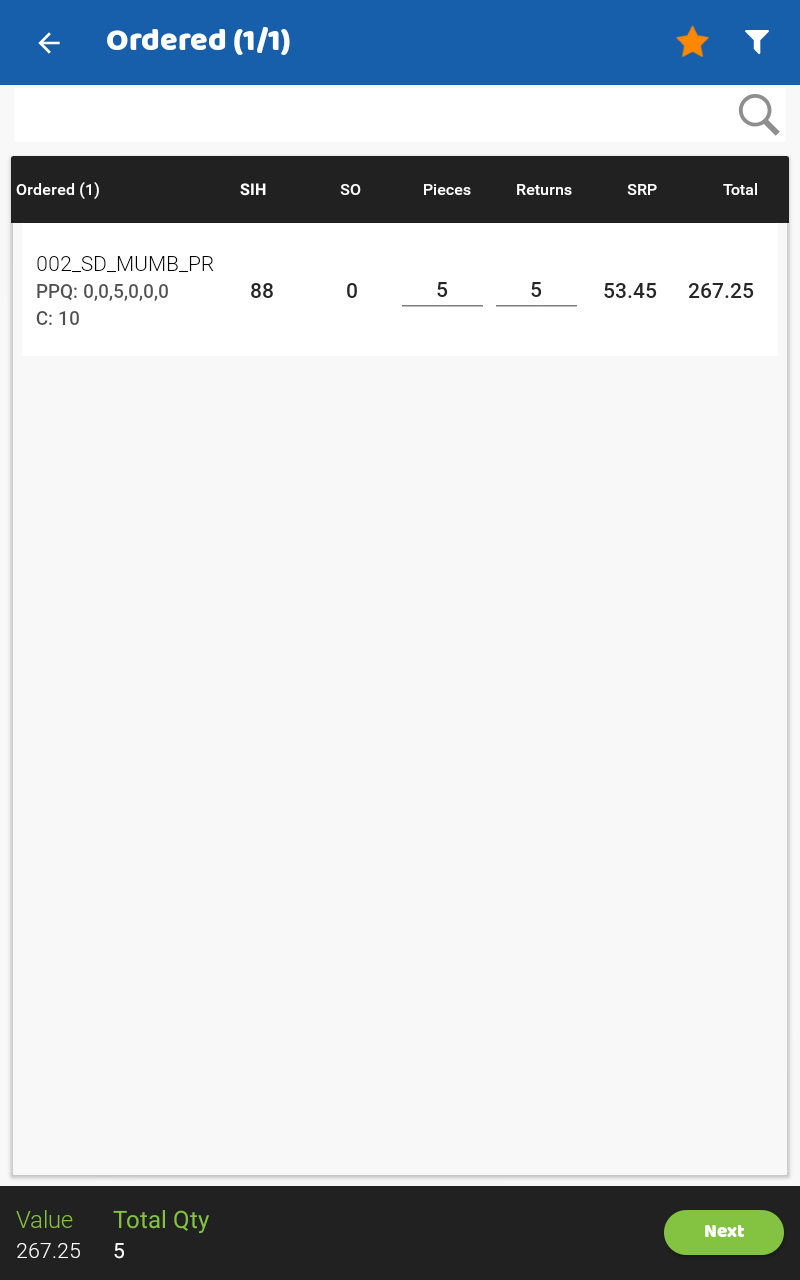 Ordered (1/1)
Ordered (1) SIH SO Pieces Returns SRP Total
002_SD_MUMB_PR
PPQ: 0,0,5,0,0,0 88 0 5 5 53.45 267.25
C: 10
Value Total Qty
267.25 5
Next